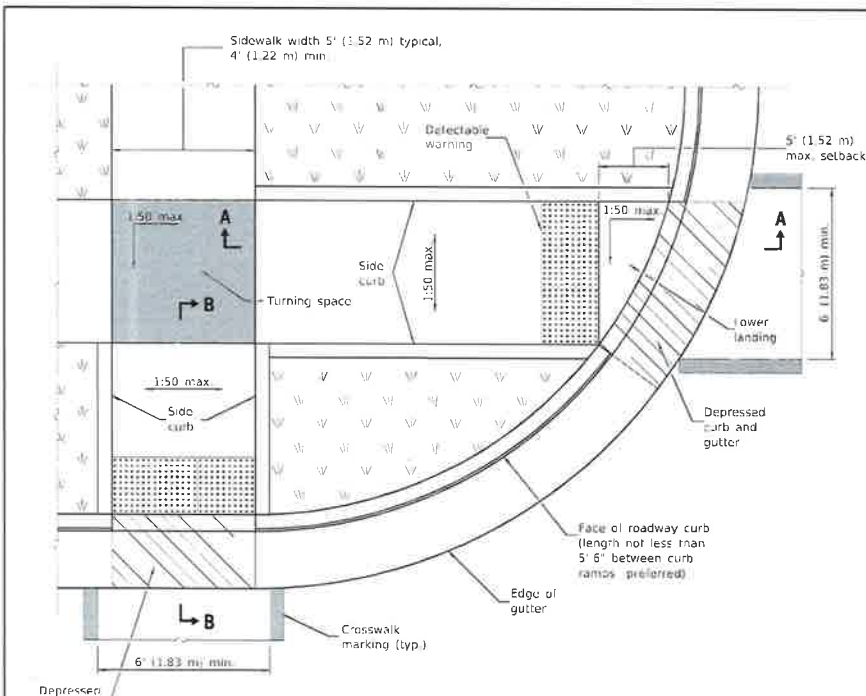 Sidewalk width 5' (1.52 m) typical,
4' (1.22 m) min.
Detectable
warning
5' (1.52 m)
max. setback
1:50 max.
A
1:50 max.
A
Side
curb
1:50 max.
B
Turning space
6' (1.83 m) min.
Lower
landing
1:50 max.
Side
curb
Depressed
curb and
gutter
Face of roadway curb
(length not less than
5' 6" between curb
ramps preferred)
Edge of
gutter
B
Crosswalk
marking (typ.)
6' (1.83 m) min.
Depressed